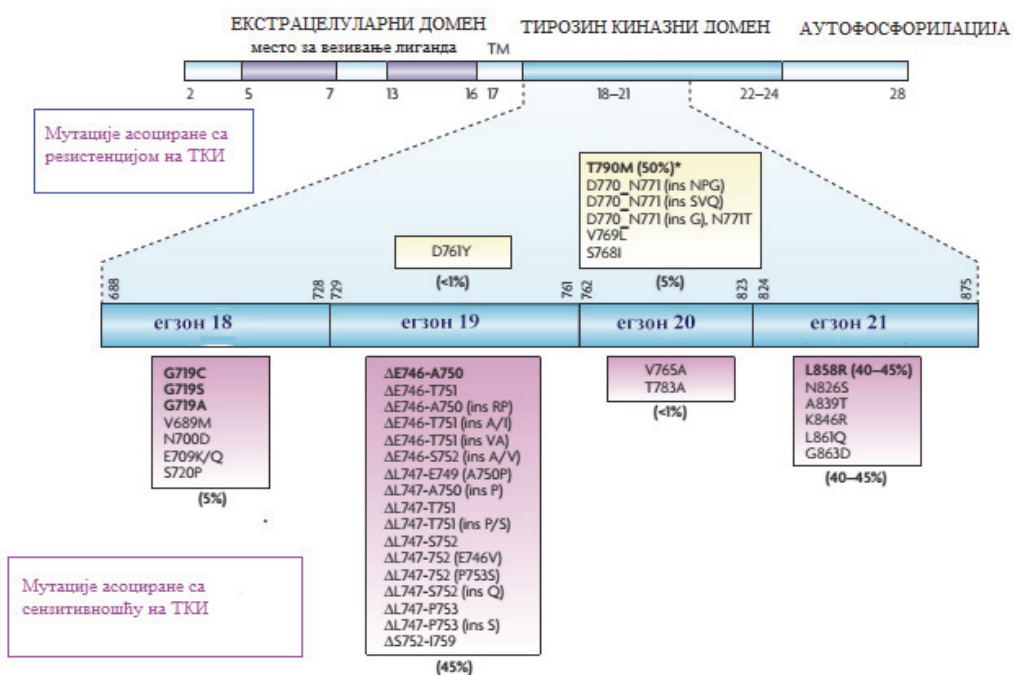 ЕКСТРАЦЕЛУЛАРНИ ДОМЕН
место за везивање лиганда
TM
ТИРОЗИН КИНАЗНИ ДОМЕН
АУТОФОСФОРИЛАЦИЈА
2 5 7 13 16 17 18–21 22–24 28
Мутације асоциране са
резистенцијом на ТКИ
T790M (50%)*
D770_N771 (ins NPG)
D770_N771 (ins SVQ)
D770_N771 (ins G), N771T
V769L
S768I
(5%)
D761Y
(<1%)
688 728 729 761 762 823 824 875
егзон 18
егзон 19
егзон 20
егзон 21
G719C
G719S
G719A
V689M
N700D
E709K/Q
S720P
(5%)
ΔE746-A750
ΔE746-T751
ΔE746-A750 (ins RP)
ΔE746-T751 (ins A/I)
ΔE746-T751 (ins VA)
ΔE746-S752 (ins A/V)
ΔL747-E749 (A750P)
ΔL747-A750 (ins P)
ΔL747-T751
ΔL747-T751 (ins P/S)
ΔL747-S752
ΔL747-752 (E746V)
ΔL747-752 (P753S)
ΔL747-S752 (ins Q)
ΔL747-P753
ΔL747-P753 (ins S)
ΔS752-I759
(45%)
V765A
T783A
(<1%)
L858R (40–45%)
N826S
A839T
K846R
L861Q
G863D
(40–45%)
Мутације асоциране са
сензитивношћу на ТКИ